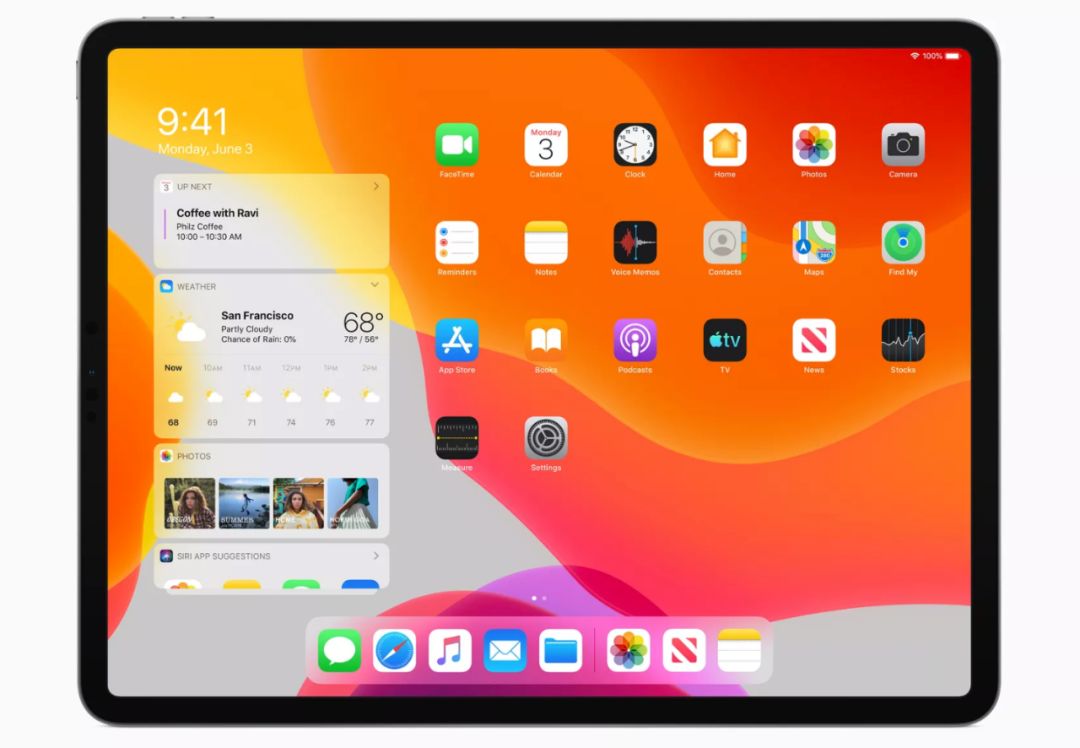 100%
9:41
Monday, June 3
3 UP NEXT
Coffee with Ravi
Philz Coffee
10:00 – 10:30 AM
WEATHER
San Francisco
Partly Cloudy
Chance of Rain: 0%
68°
78° / 56°
Now 10AM 11AM 12PM 1PM 2PM
68 69 71 74 76 77
PHOTOS
SUMMER HOME
SIRI APP SUGGESTIONS
Monday
3
FaceTime Calendar Clock Home Photos Camera
280
Reminders Notes Voice Memos Contacts Maps Find My
tv
App Store Books Podcasts TV News Stocks
Measure Settings